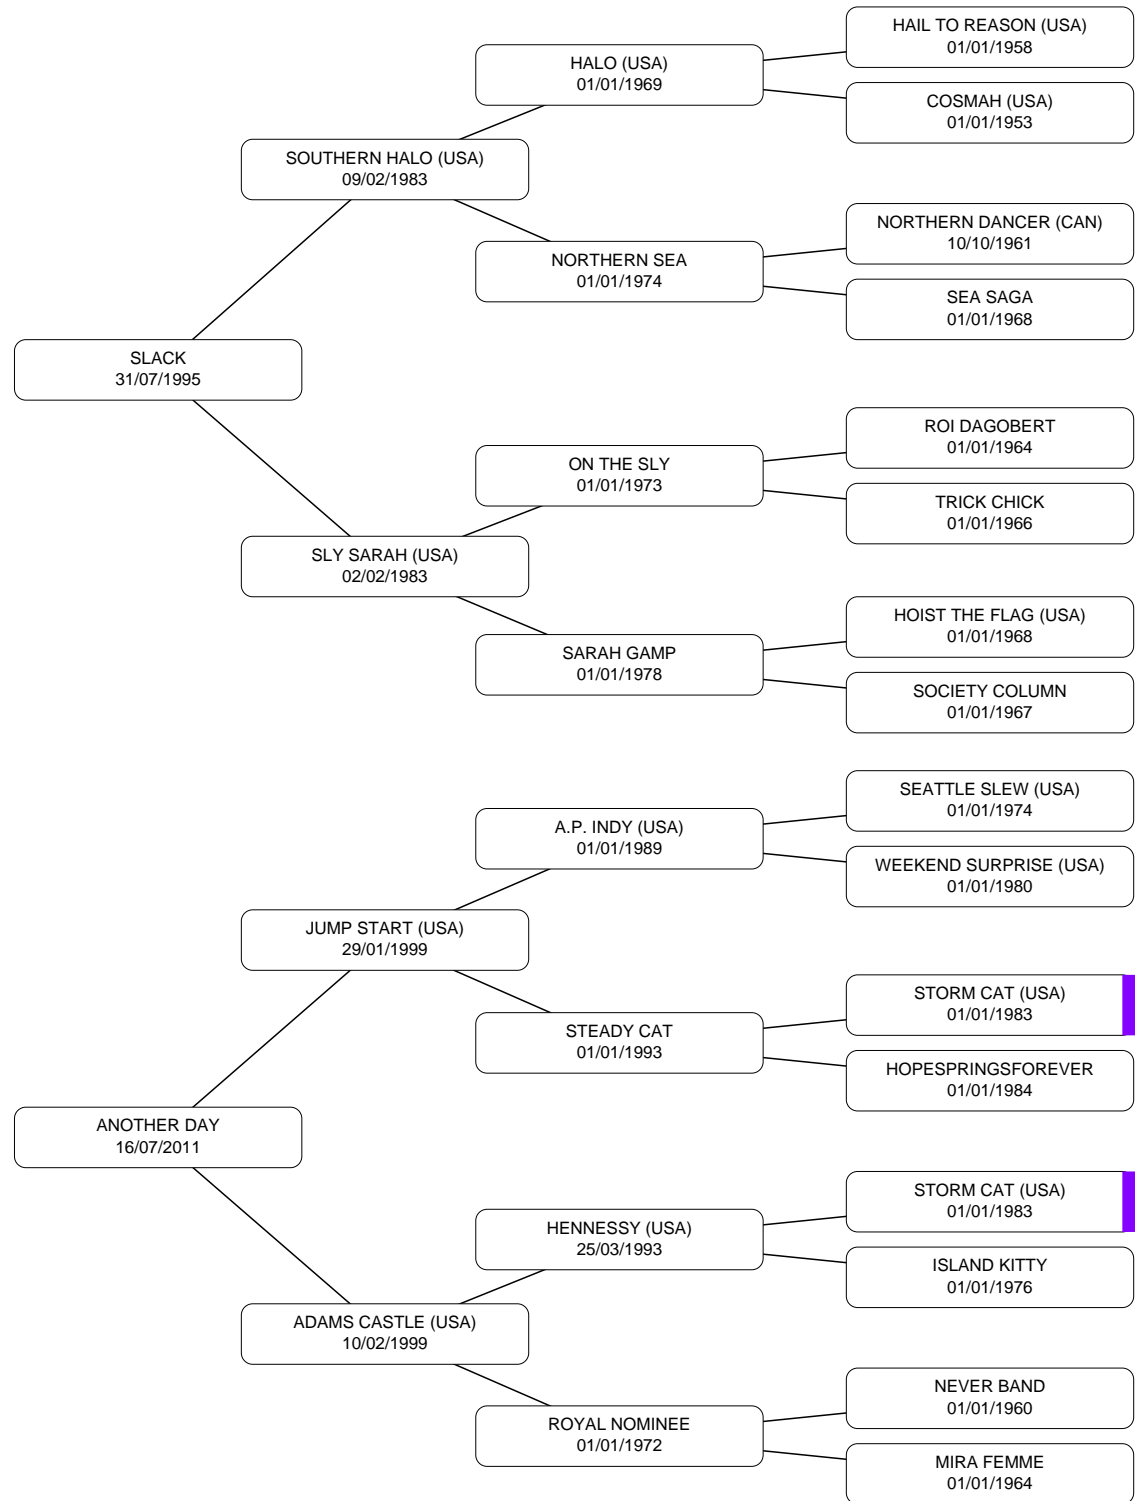 HAIL TO REASON (USA)
01/01/1958
HALO (USA)
01/01/1969
COSMAH (USA)
01/01/1953
SOUTHERN HALO (USA)
09/02/1983
NORTHERN DANCER (CAN)
10/10/1961
NORTHERN SEA
01/01/1974
SEA SAGA
01/01/1968
SLACK
31/07/1995
ROI DAGOBERT
01/01/1964
ON THE SLY
01/01/1973
TRICK CHICK
01/01/1966
SLY SARAH (USA)
02/02/1983
HOIST THE FLAG (USA)
01/01/1968
SARAH GAMP
01/01/1978
SOCIETY COLUMN
01/01/1967
SEATTLE SLEW (USA)
01/01/1974
A.P. INDY (USA)
01/01/1989
WEEKEND SURPRISE (USA)
01/01/1980
JUMP START (USA)
29/01/1999
STORM CAT (USA)
01/01/1983
STEADY CAT
01/01/1993
HOPESPRINGSFOREVER
01/01/1984
ANOTHER DAY
16/07/2011
STORM CAT (USA)
01/01/1983
HENNESSY (USA)
25/03/1993
ISLAND KITTY
01/01/1976
ADAMS CASTLE (USA)
10/02/1999
NEVER BAND
01/01/1960
ROYAL NOMINEE
01/01/1972
MIRA FEMME
01/01/1964